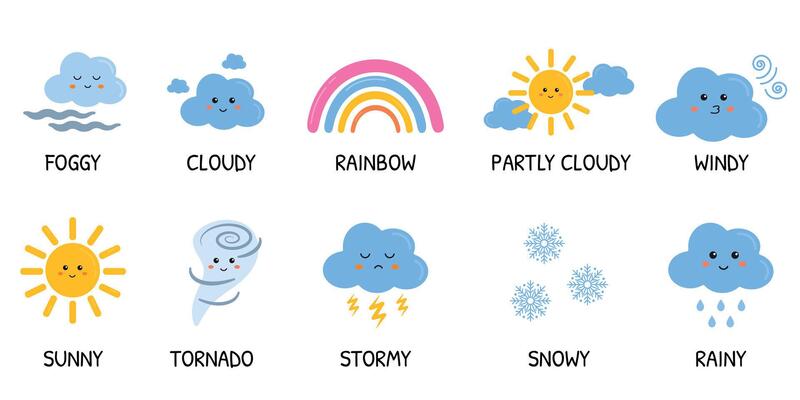 FOGGY
CLOUDY
RAINBOW
PARTLY CLOUDY
WINDY
SUNNY
TORNADO
STORMY
SNOWY
RAINY